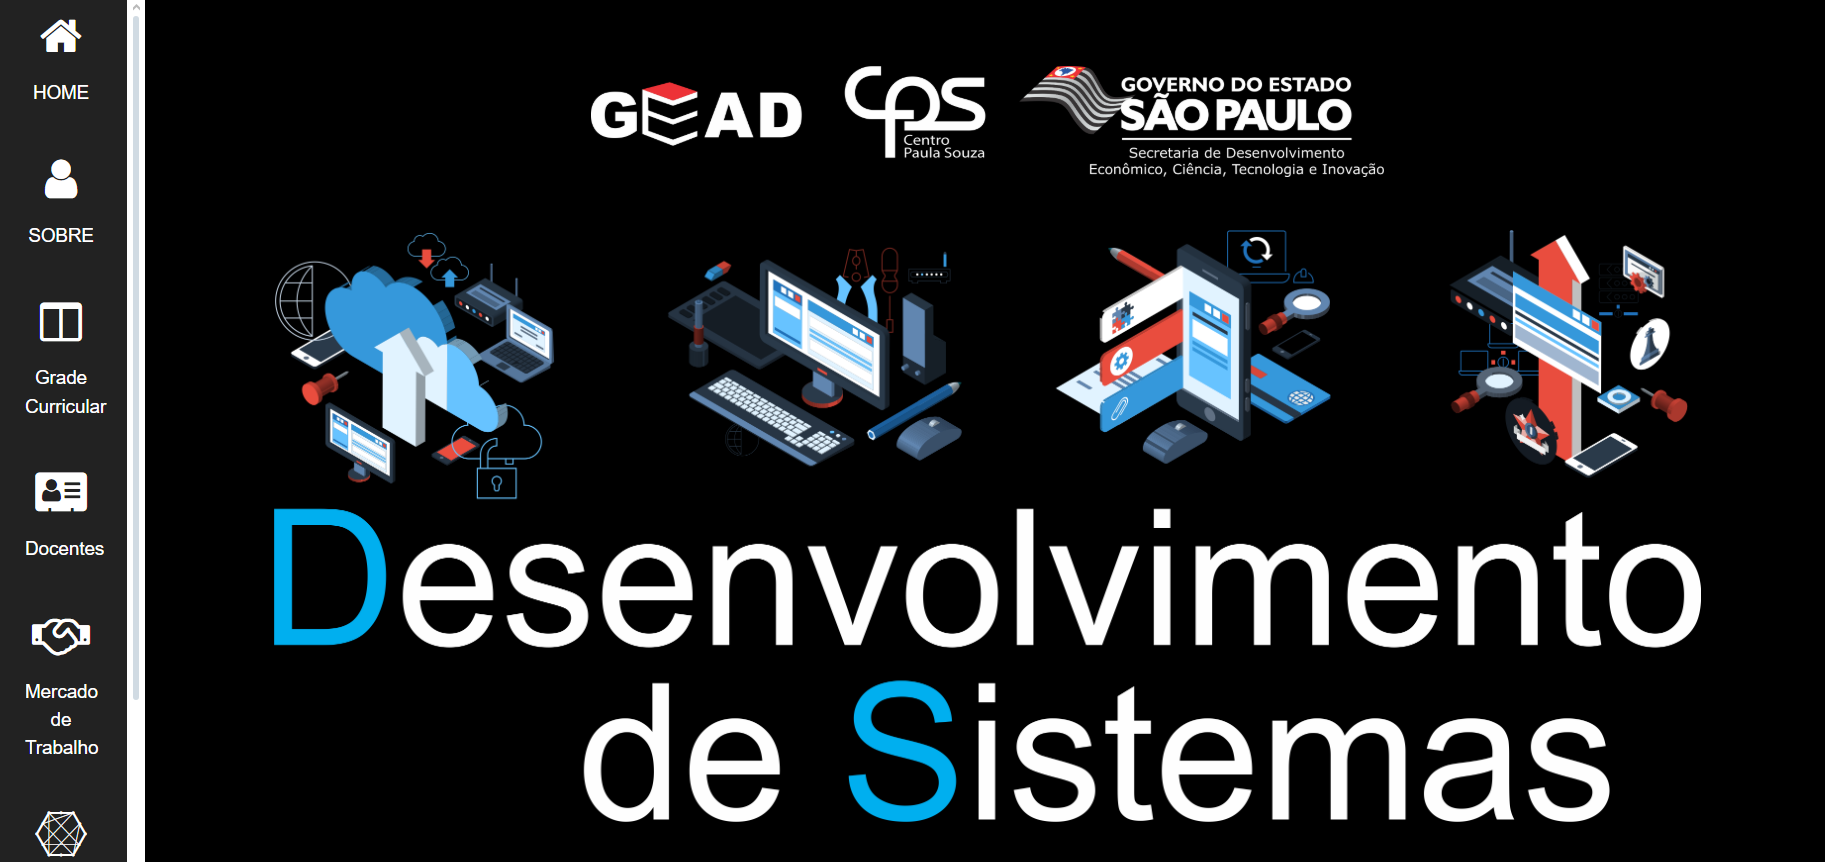 HOME
SOBRE
Grade
Curricular
Docentes
Mercado
de
Trabalho
GEAD
CPS
Centro
Paula Souza
GOVERNO DO ESTADO
SÃO PAULO
Secretaria de Desenvolvimento
Econômico, Ciência, Tecnologia e Inovação
Desenvolvimento
de Sistemas